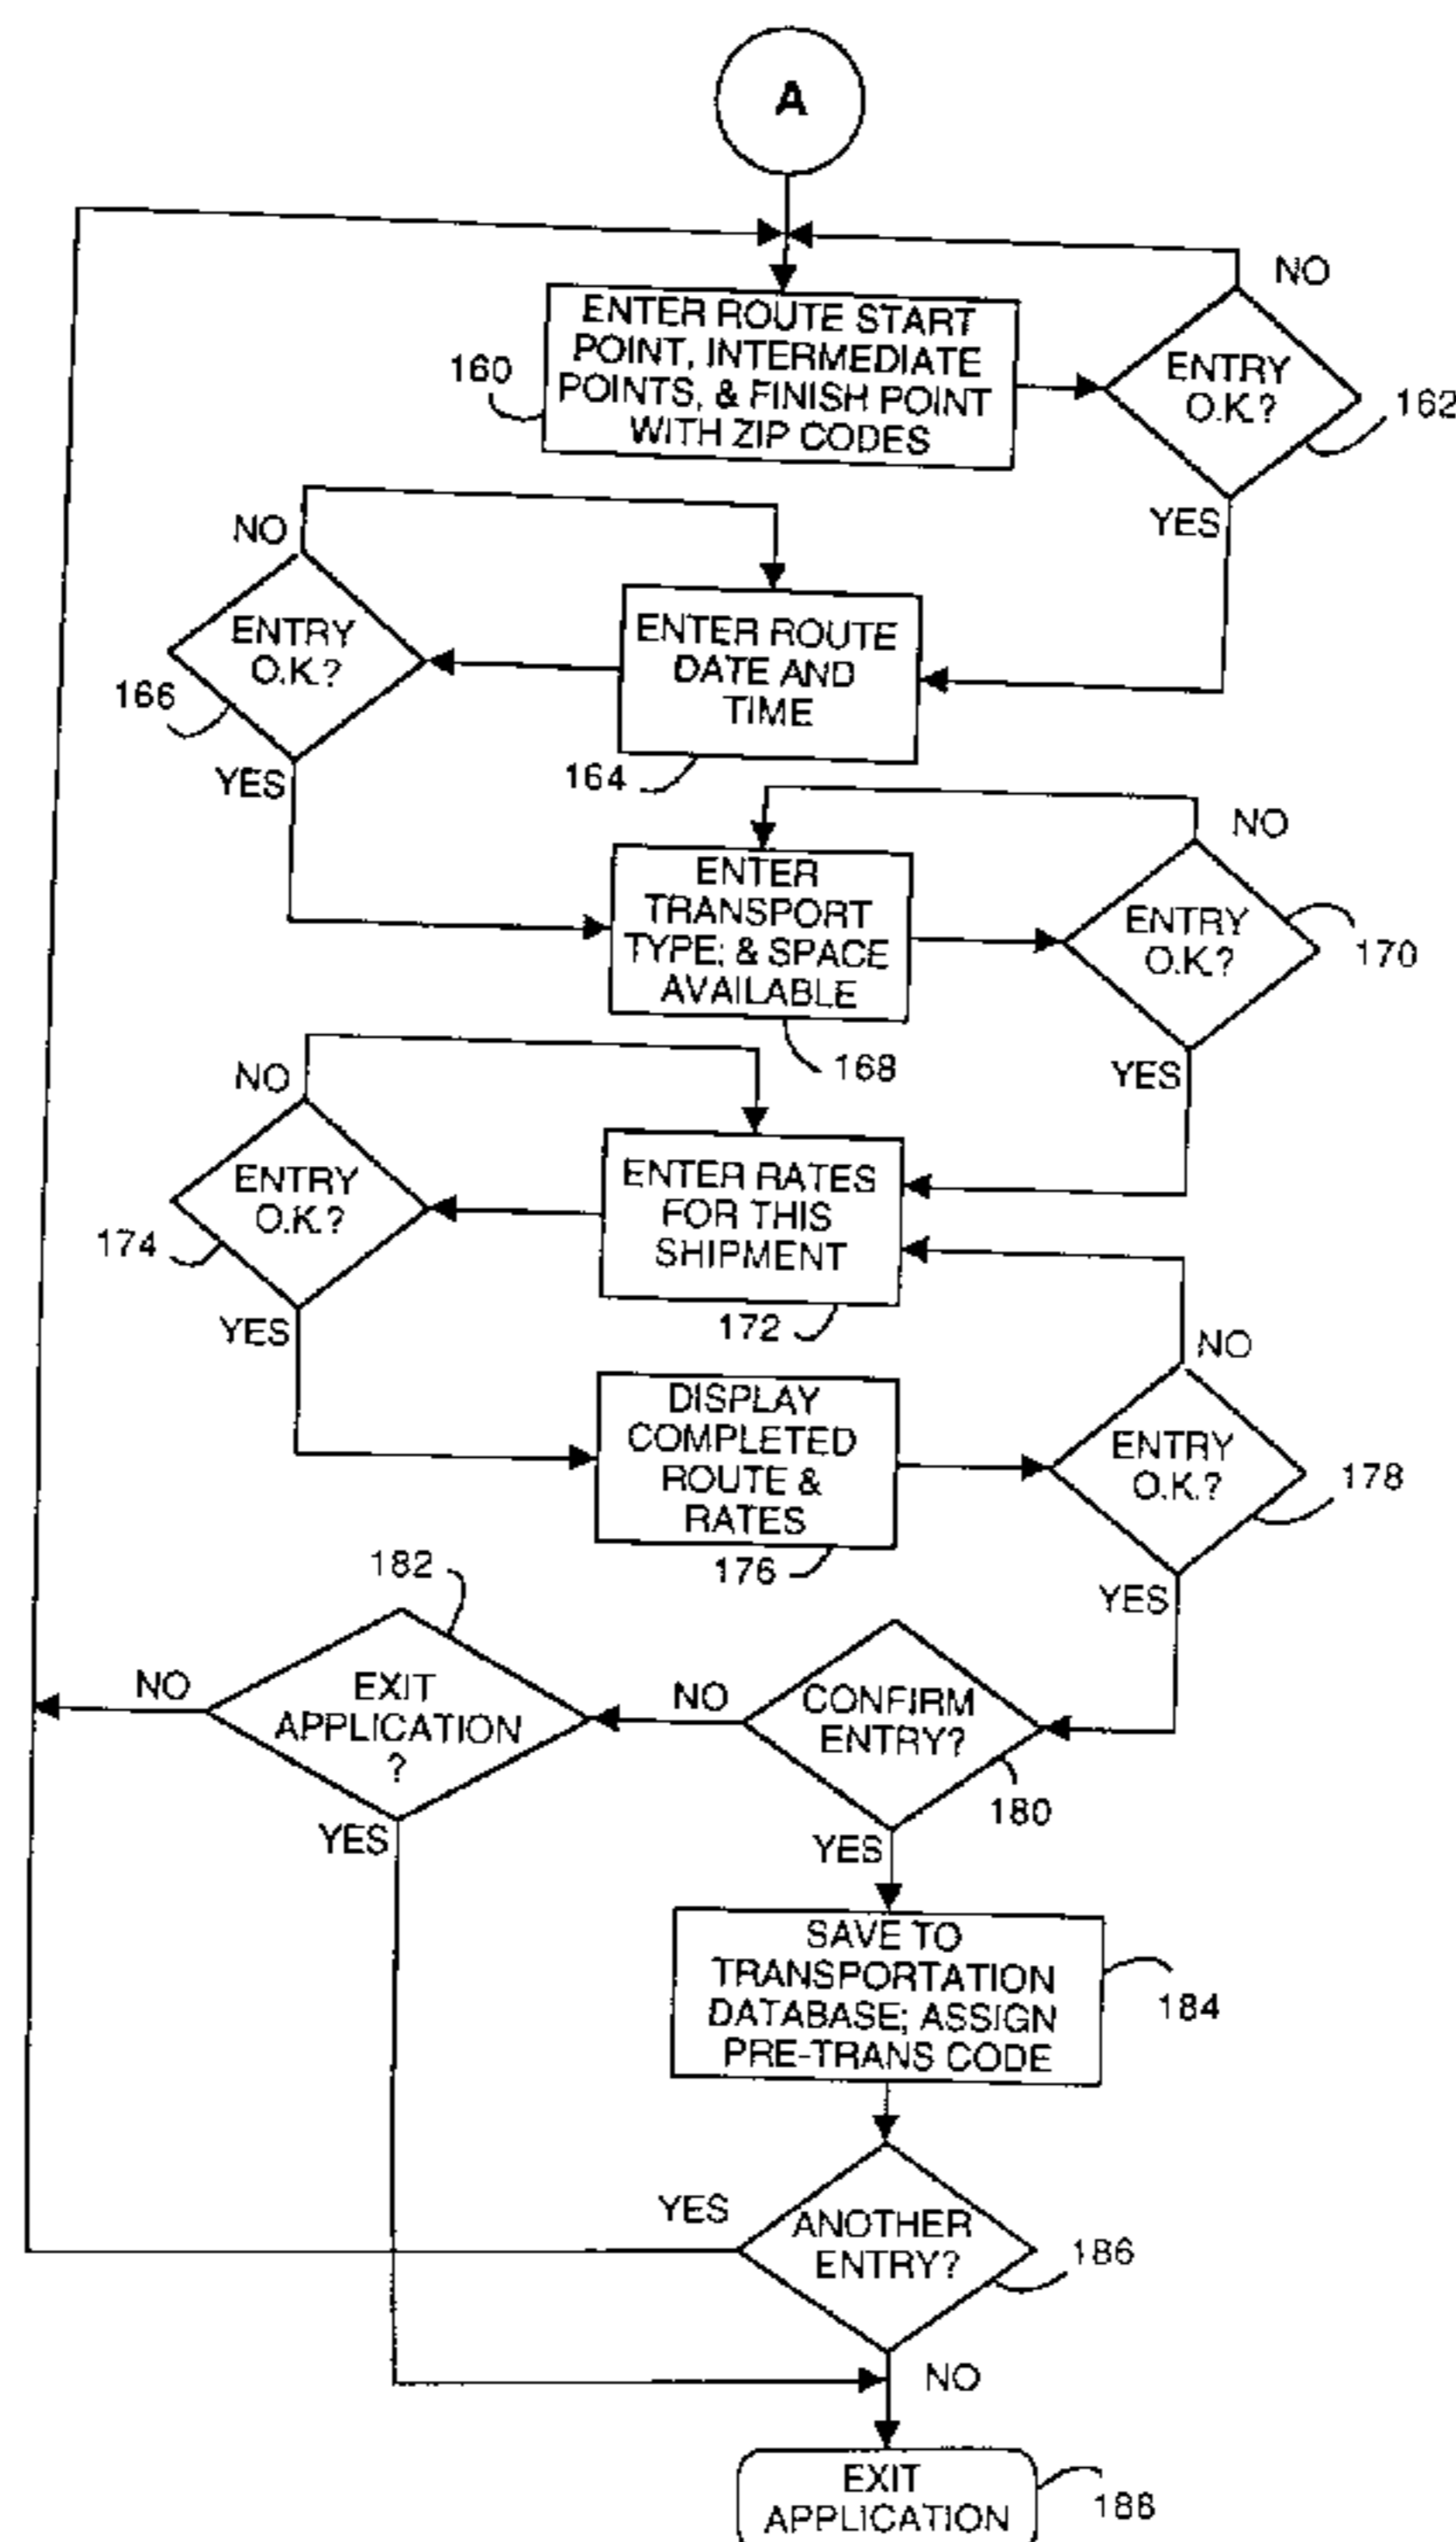 A
NO
ENTER ROUTE START
POINT, INTERMEDIATE
POINTS, & FINISH POINT
WITH ZIP CODES
160
ENTRY
O.K.?
162
YES
NO
ENTRY
O.K.?
166
YES
ENTER ROUTE
DATE AND
TIME
164
NO
ENTER
TRANSPORT
TYPE; & SPACE
AVAILABLE
168
ENTRY
O.K.?
170
YES
NO
ENTRY
O.K.?
174
YES
ENTER RATES
FOR THIS
SHIPMENT
172
NO
DISPLAY
COMPLETED
ROUTE &
RATES
176
ENTRY
O.K.?
178
YES
182
NO
EXIT
APPLICATION
?
YES
NO
CONFIRM
ENTRY?
180
YES
SAVE TO
TRANSPORTATION
DATABASE; ASSIGN
PRE-TRANS CODE
184
YES
ANOTHER
ENTRY?
186
NO
EXIT
APPLICATION
188